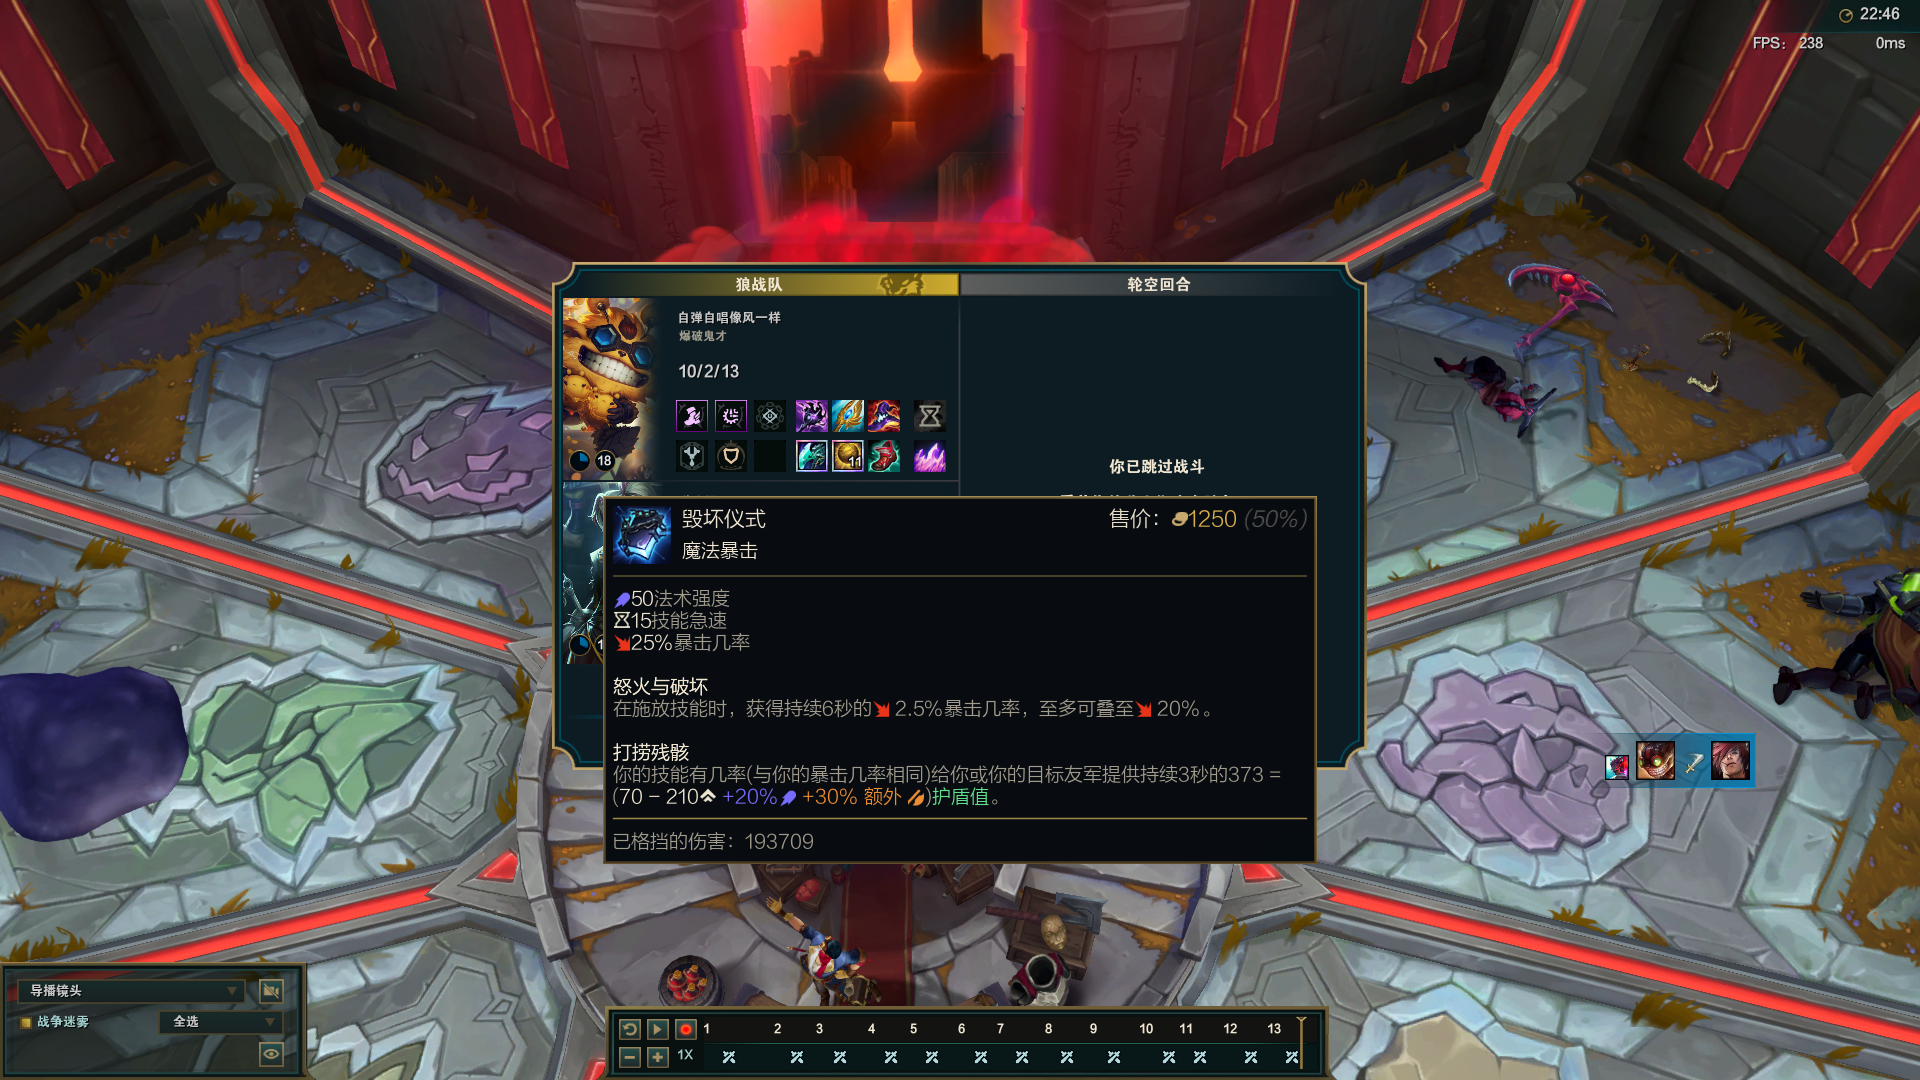 22:46
FPS： 238 0ms
狼战队
轮空回合
自弹自唱像风一样
爆破鬼才
10/2/13
18
11
你已跳过战斗
毁坏仪式
售价：1250 (50%)
魔法暴击
50法术强度
15技能急速
25%暴击几率
怒火与破坏
在施放技能时，获得持续6秒的 2.5%暴击几率，至多可叠至 20%。
打捞残骸
你的技能有几率(与你的暴击几率相同)给你或你的目标友军提供持续3秒的373 =
(70 – 210 +20% +30% 额外 )护盾值。
已格挡的伤害：193709
导播镜头
战争迷雾
全选
1 2 3 4 5 6 7 8 9 10 11 12 13
1X